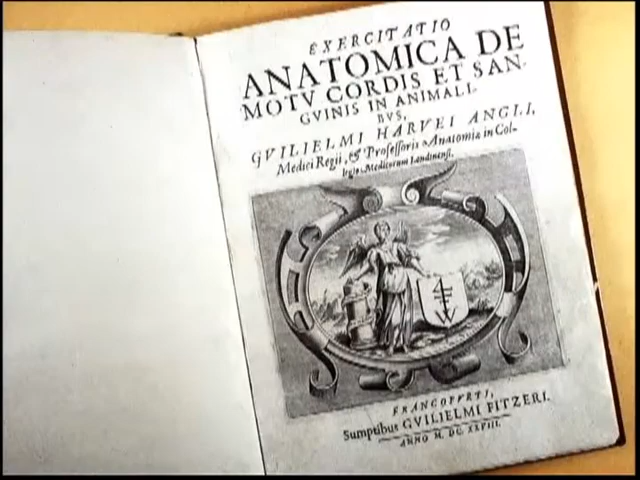 EXERCITATIO
ANATOMICA DE
MOTV CORDIS ET SAN-
GVINIS IN ANIMALI-
BVS,
GVILIELMI HARVEI ANGLI,
Medici Regii, & Professoris Anatomiæ in Col-
legio Medicorum Londinensi.
FRANCOFVRTI,
Sumptibus GVILIELMI FITZERI.
ANNO M. DC. XXVIII.